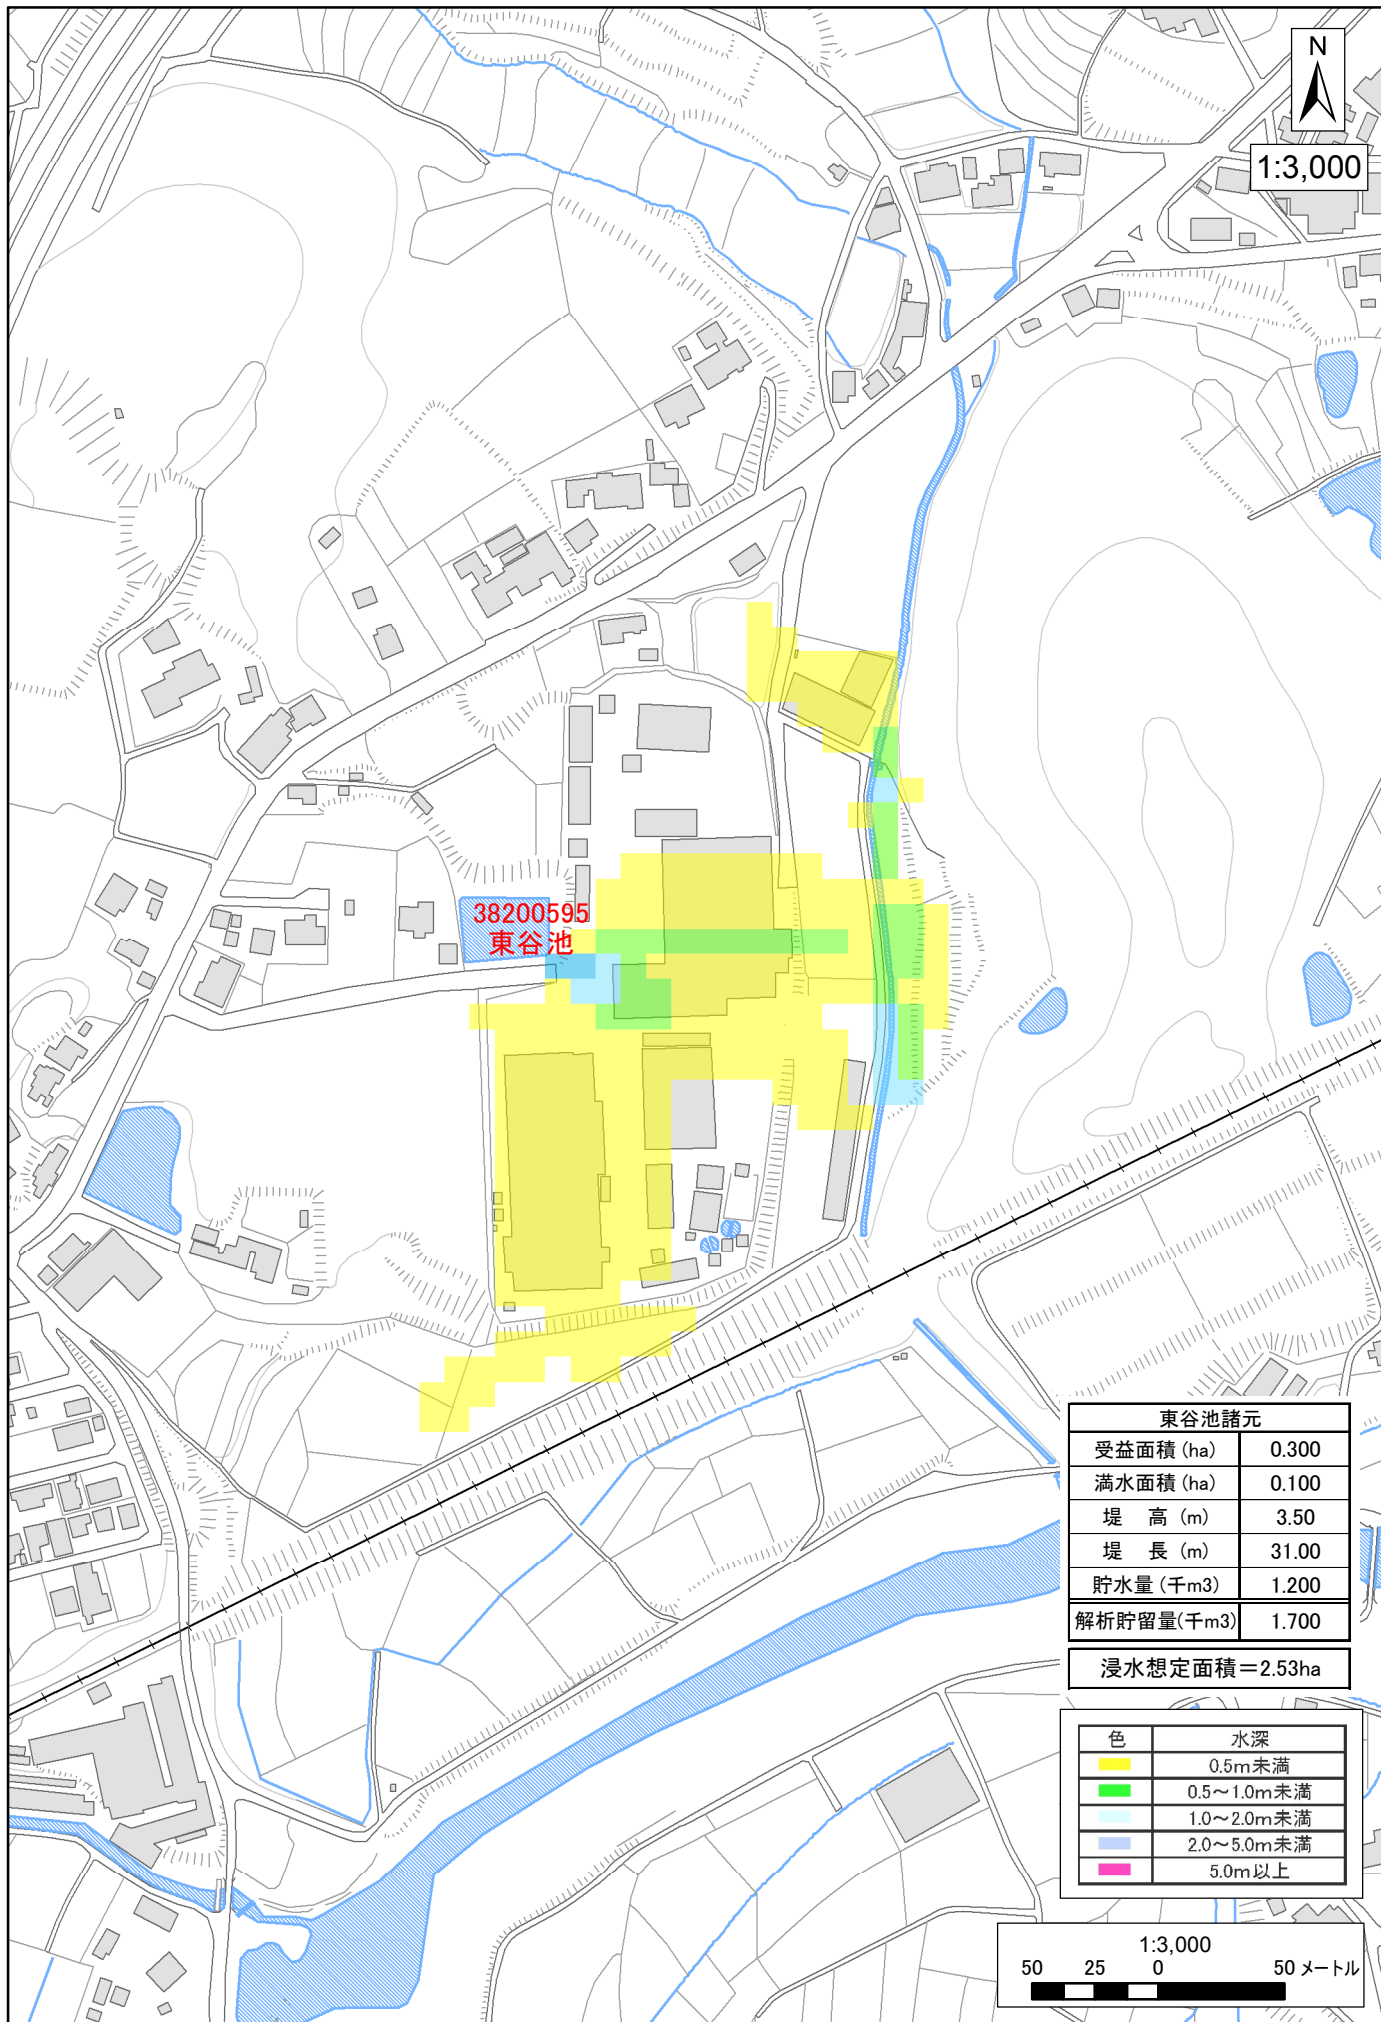 N
1:3,000
38200595
東谷池
東谷池諸元
受益面積 (ha) 0.300
満水面積 (ha) 0.100
堤 高 (m) 3.50
堤 長 (m) 31.00
貯水量 (千m3) 1.200
解析貯留量(千m3) 1.700
浸水想定面積=2.53ha
色 水深
0.5m未満
0.5~1.0m未満
1.0~2.0m未満
2.0~5.0m未満
5.0m以上
1:3,000
50 25 0 50 メートル